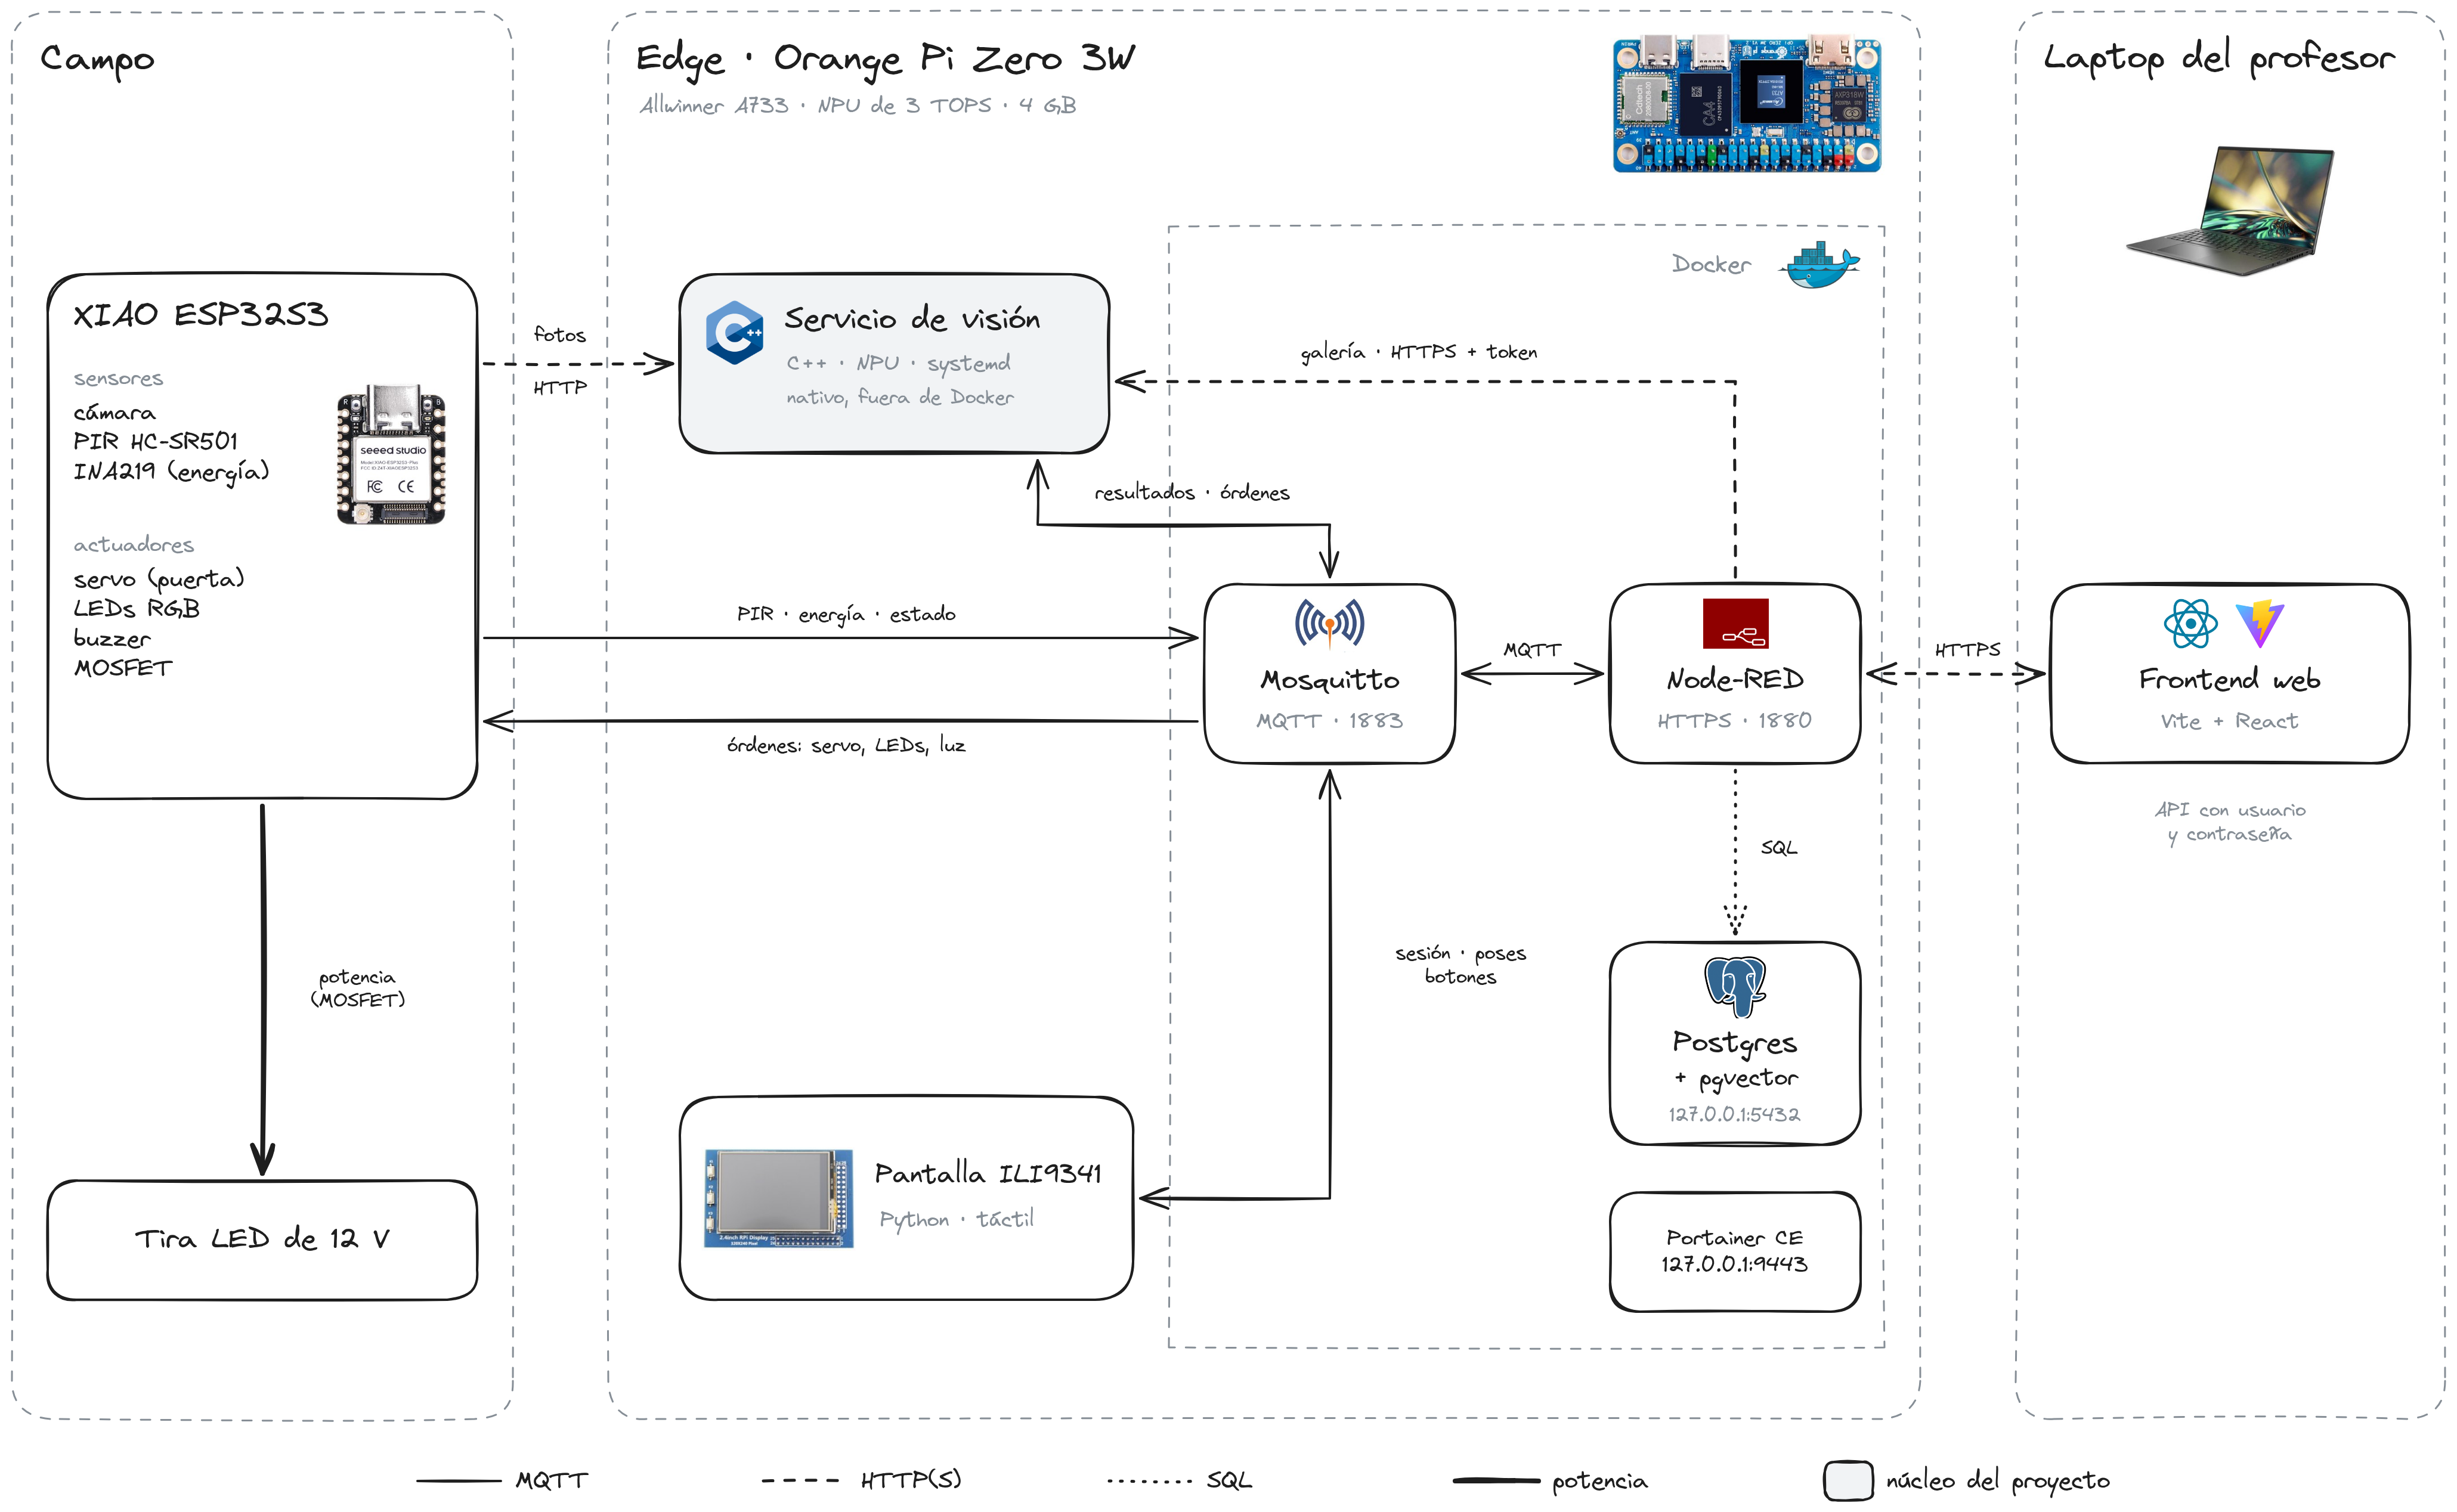 Campo
XIAO ESP32S3
sensores
cámara
PIR HC-SR501
INA219 (energía)
seeed studio
actuadores
servo (puerta)
LEDs RGB
buzzer
MOSFET
potencia
(MOSFET)
Tira LED de 12 V
fotos
HTTP
Edge · Orange Pi Zero 3W
Allwinner A733 · NPU de 3 TOPS · 4 GB
Servicio de visión
C++ · NPU · systemd
nativo, fuera de Docker
Docker
galería · HTTPS + token
resultados · órdenes
PIR · energía · estado
órdenes: servo, LEDs, luz
Mosquitto
MQTT · 1883
MQTT
Node-RED
HTTPS · 1880
SQL
sesión · poses
botones
Postgres
+ pgvector
127.0.0.1:5432
Portainer CE
127.0.0.1:9443
Pantalla ILI9341
Python · táctil
HTTPS
Laptop del profesor
Frontend web
Vite + React
API con usuario
y contraseña
MQTT
HTTP(S)
SQL
potencia
núcleo del proyecto